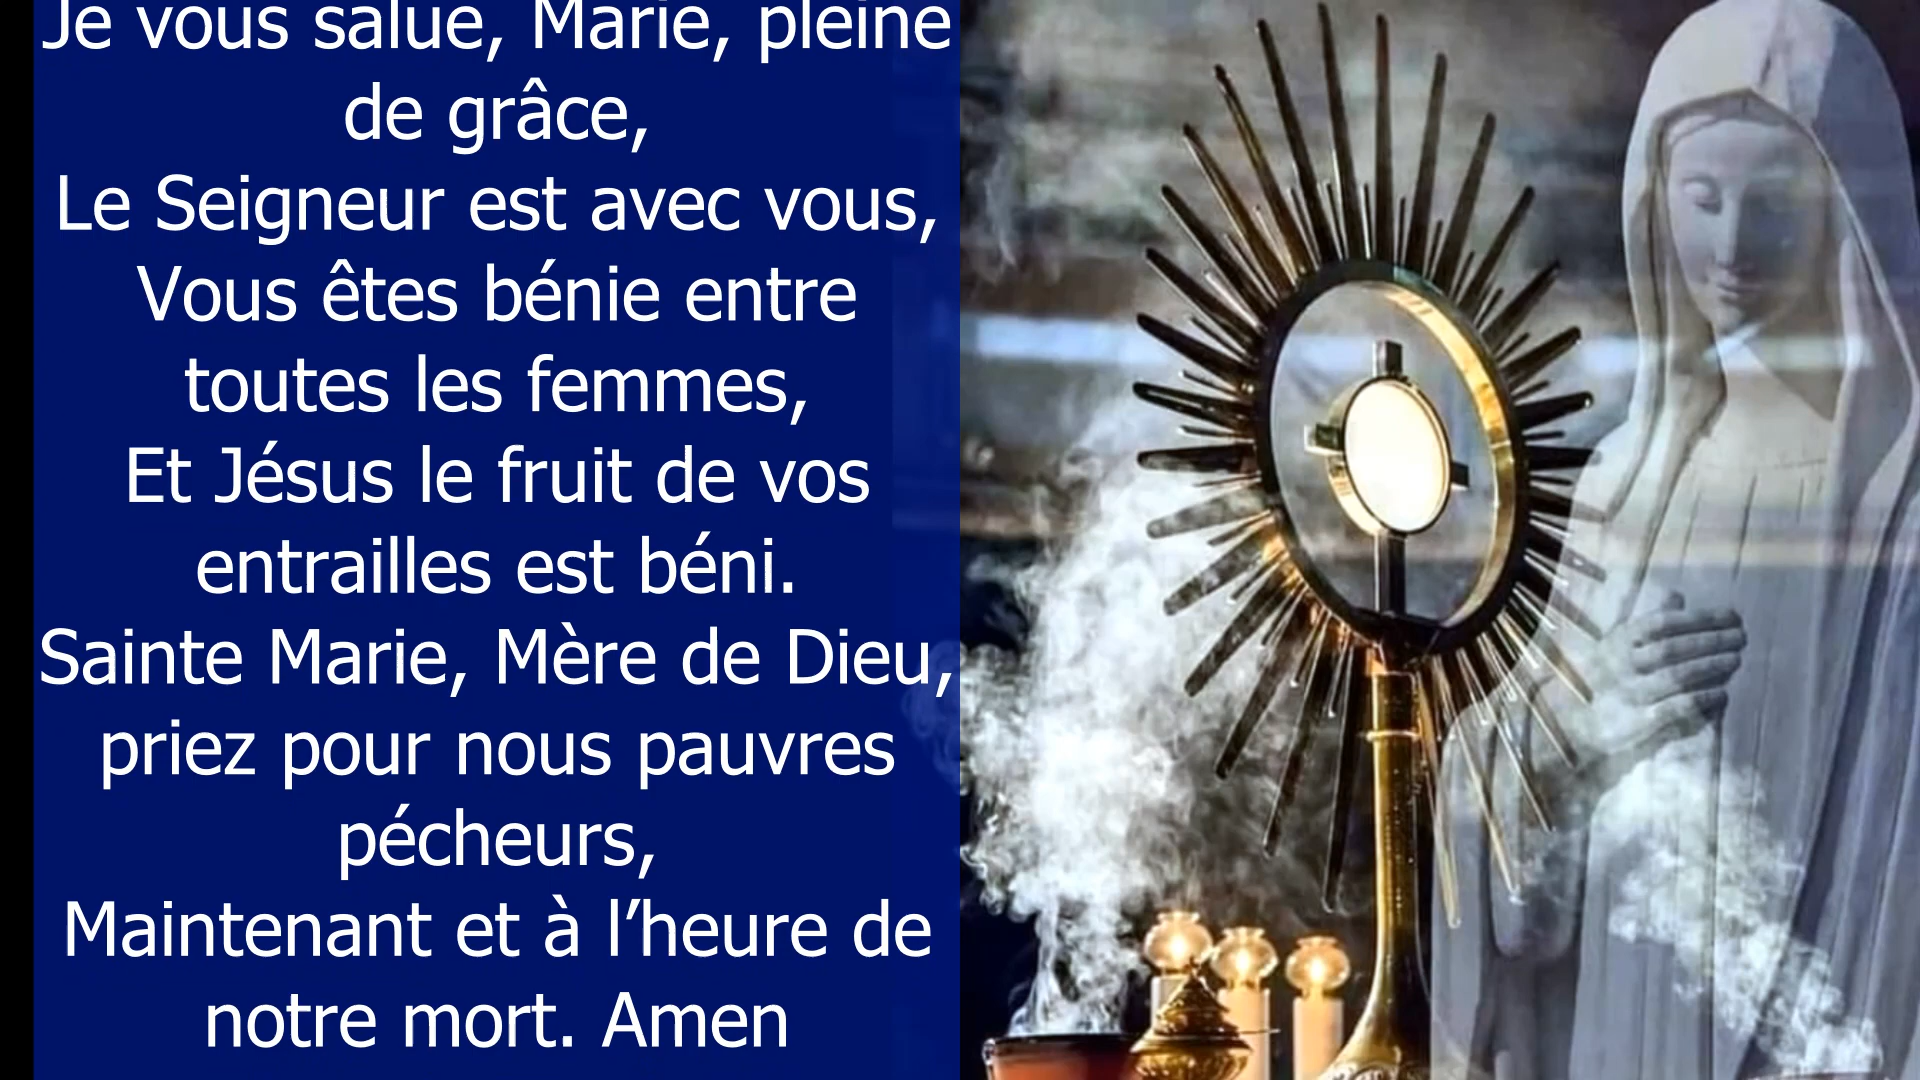 Je vous salue, Marie, pleine
de grâce,
Le Seigneur est avec vous,
Vous êtes bénie entre
toutes les femmes,
Et Jésus le fruit de vos
entrailles est béni.
Sainte Marie, Mère de Dieu,
priez pour nous pauvres
pécheurs,
Maintenant et à l’heure de
notre mort. Amen